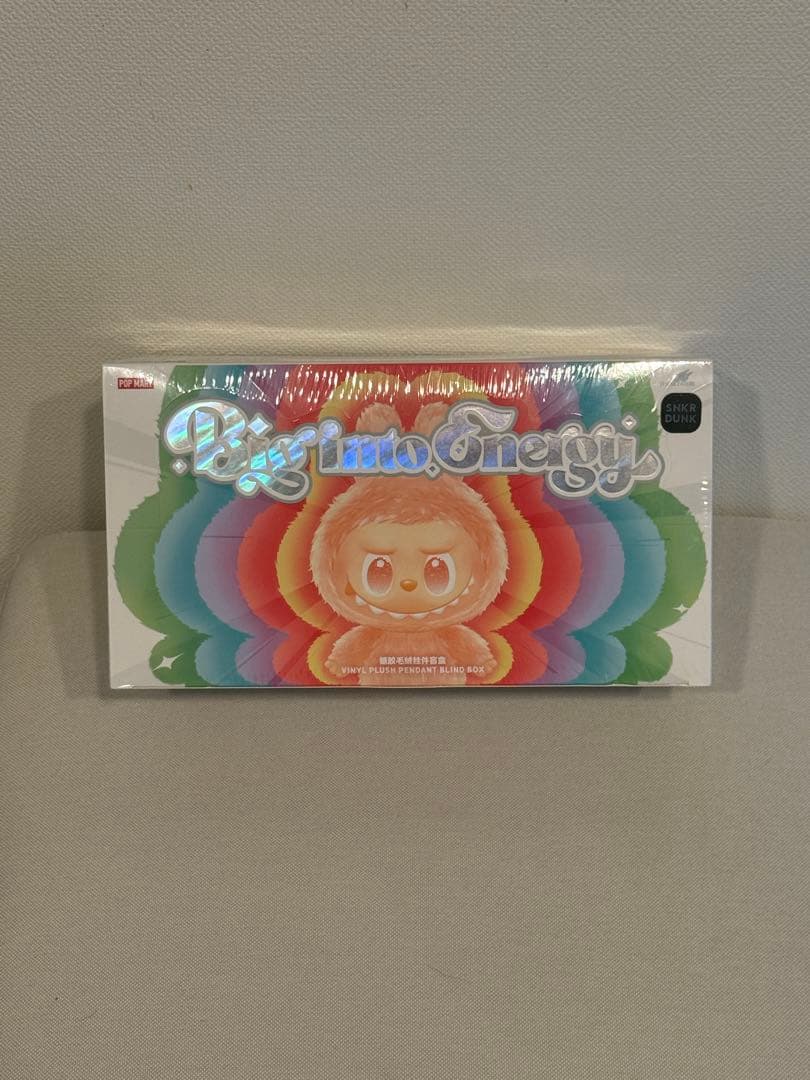 POP MART
SNKR
DUNK
Big into Energy
搪胶毛绒挂件盲盒
VINYL PLUSH PENDANT BLIND BOX